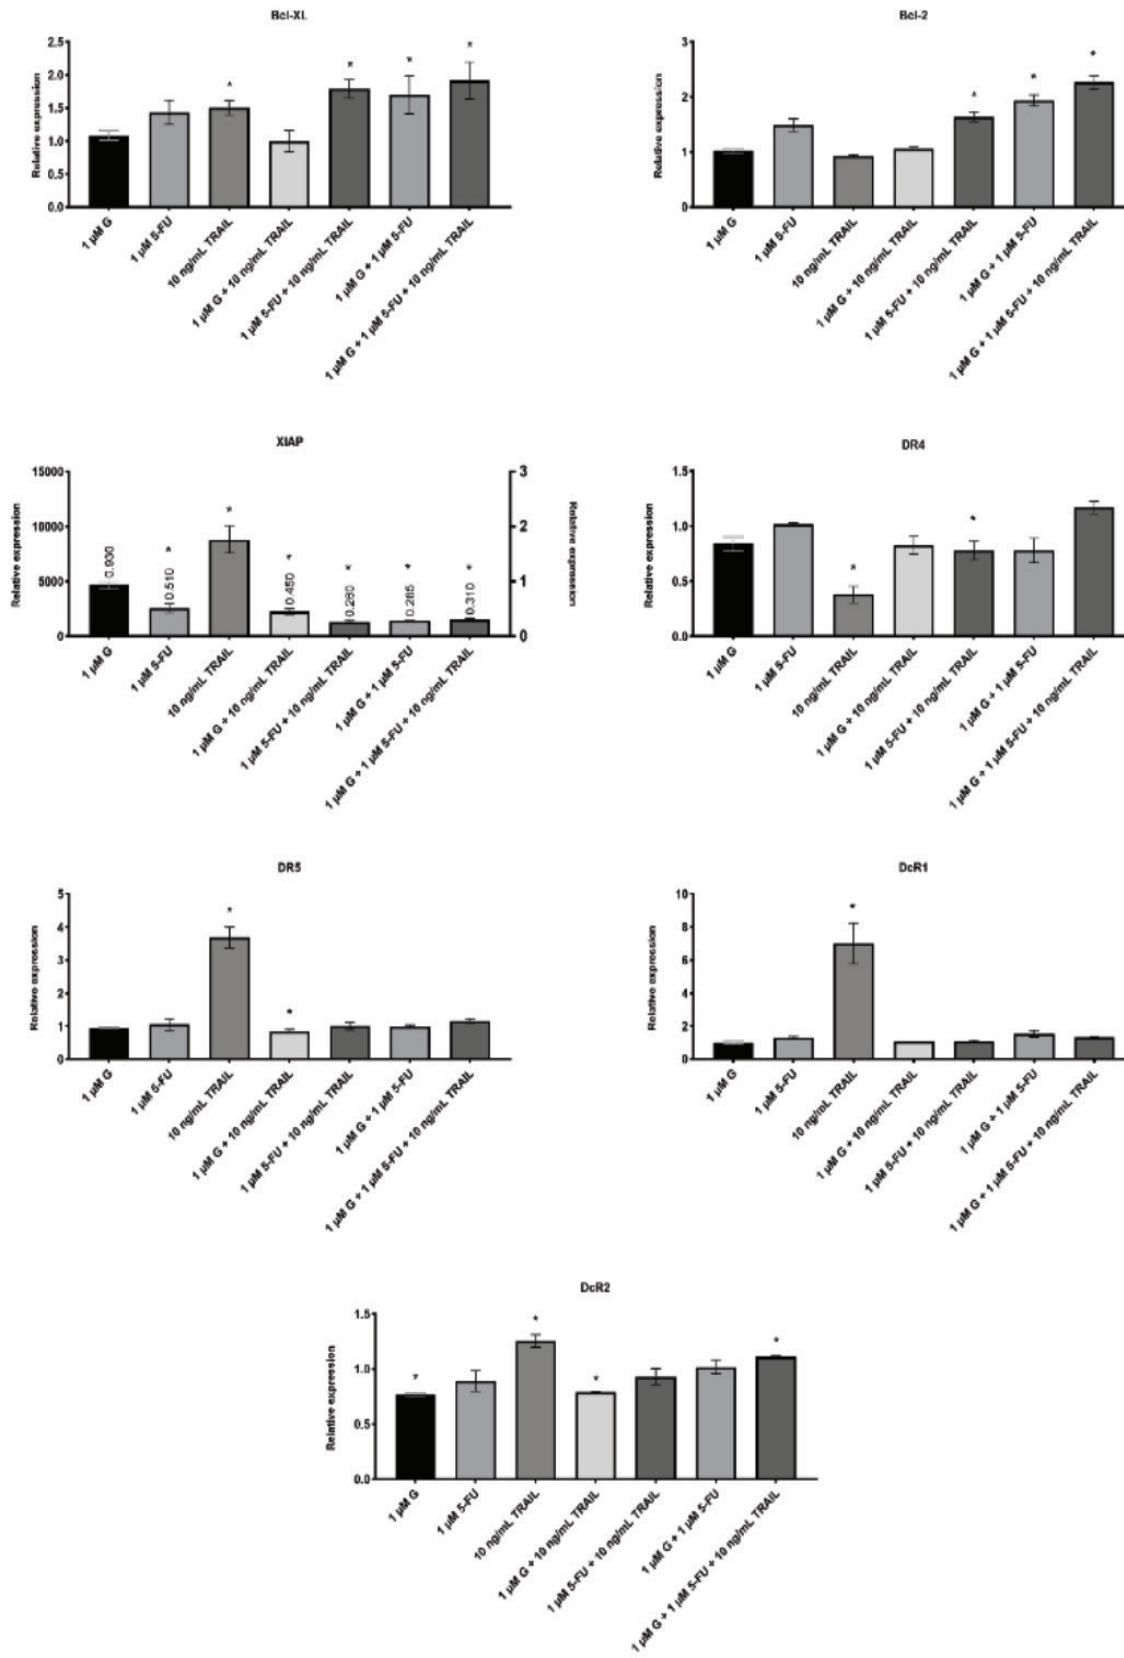 Bcl-XL
Relative expression
2.5
2.0
1.5
1.0
0.5
0.0
*
*
*
*
1 µM G
1 µM 5-FU
10 ng/mL TRAIL
1 µM G + 10 ng/mL TRAIL
1 µM 5-FU + 10 ng/mL TRAIL
1 µM G + 1 µM 5-FU
1 µM G + 1 µM 5-FU + 10 ng/mL TRAIL
Bcl-2
Relative expression
3
2
1
0
*
*
*
1 µM G
1 µM 5-FU
10 ng/mL TRAIL
1 µM G + 10 ng/mL TRAIL
1 µM 5-FU + 10 ng/mL TRAIL
1 µM G + 1 µM 5-FU
1 µM G + 1 µM 5-FU + 10 ng/mL TRAIL
XIAP
Relative expression
15000
10000
5000
0
0.930
*
0.510
*
*
0.450
*
0.280
*
0.285
*
0.310
3
2
1
0
Relative expression
1 µM G
1 µM 5-FU
10 ng/mL TRAIL
1 µM G + 10 ng/mL TRAIL
1 µM 5-FU + 10 ng/mL TRAIL
1 µM G + 1 µM 5-FU
1 µM G + 1 µM 5-FU + 10 ng/mL TRAIL
DR4
Relative expression
1.5
1.0
0.5
0.0
*
*
1 µM G
1 µM 5-FU
10 ng/mL TRAIL
1 µM G + 10 ng/mL TRAIL
1 µM 5-FU + 10 ng/mL TRAIL
1 µM G + 1 µM 5-FU
1 µM G + 1 µM 5-FU + 10 ng/mL TRAIL
DR5
Relative expression
5
4
3
2
1
0
*
*
1 µM G
1 µM 5-FU
10 ng/mL TRAIL
1 µM G + 10 ng/mL TRAIL
1 µM 5-FU + 10 ng/mL TRAIL
1 µM G + 1 µM 5-FU
1 µM G + 1 µM 5-FU + 10 ng/mL TRAIL
DcR1
Relative expression
10
8
6
4
2
0
*
1 µM G
1 µM 5-FU
10 ng/mL TRAIL
1 µM G + 10 ng/mL TRAIL
1 µM 5-FU + 10 ng/mL TRAIL
1 µM G + 1 µM 5-FU
1 µM G + 1 µM 5-FU + 10 ng/mL TRAIL
DcR2
Relative expression
1.5
1.0
0.5
0.0
*
*
*
*
1 µM G
1 µM 5-FU
10 ng/mL TRAIL
1 µM G + 10 ng/mL TRAIL
1 µM 5-FU + 10 ng/mL TRAIL
1 µM G + 1 µM 5-FU
1 µM G + 1 µM 5-FU + 10 ng/mL TRAIL